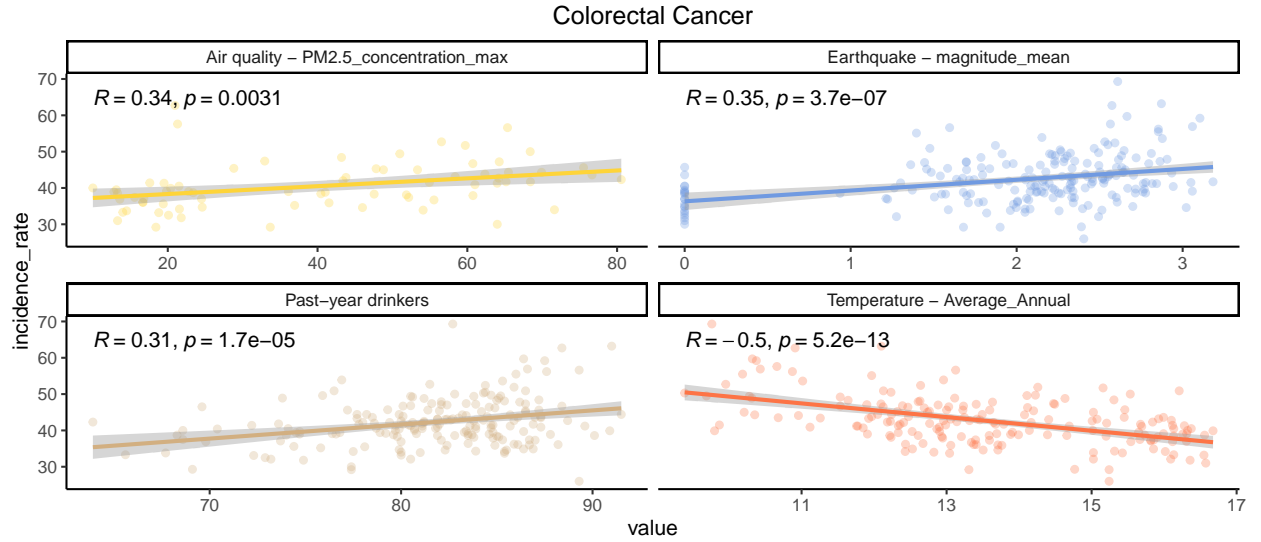 Colorectal Cancer
Air quality − PM2.5_concentration_max
Earthquake − magnitude_mean
R = 0.34, p = 0.0031
R = 0.35, p = 3.7e−07
70
60
50
40
30
20
40
60
80
0
1
2
3
incidence_rate
Past−year drinkers
Temperature − Average_Annual
R = 0.31, p = 1.7e−05
R = −0.5, p = 5.2e−13
70
60
50
40
30
70
80
90
11
13
15
17
value